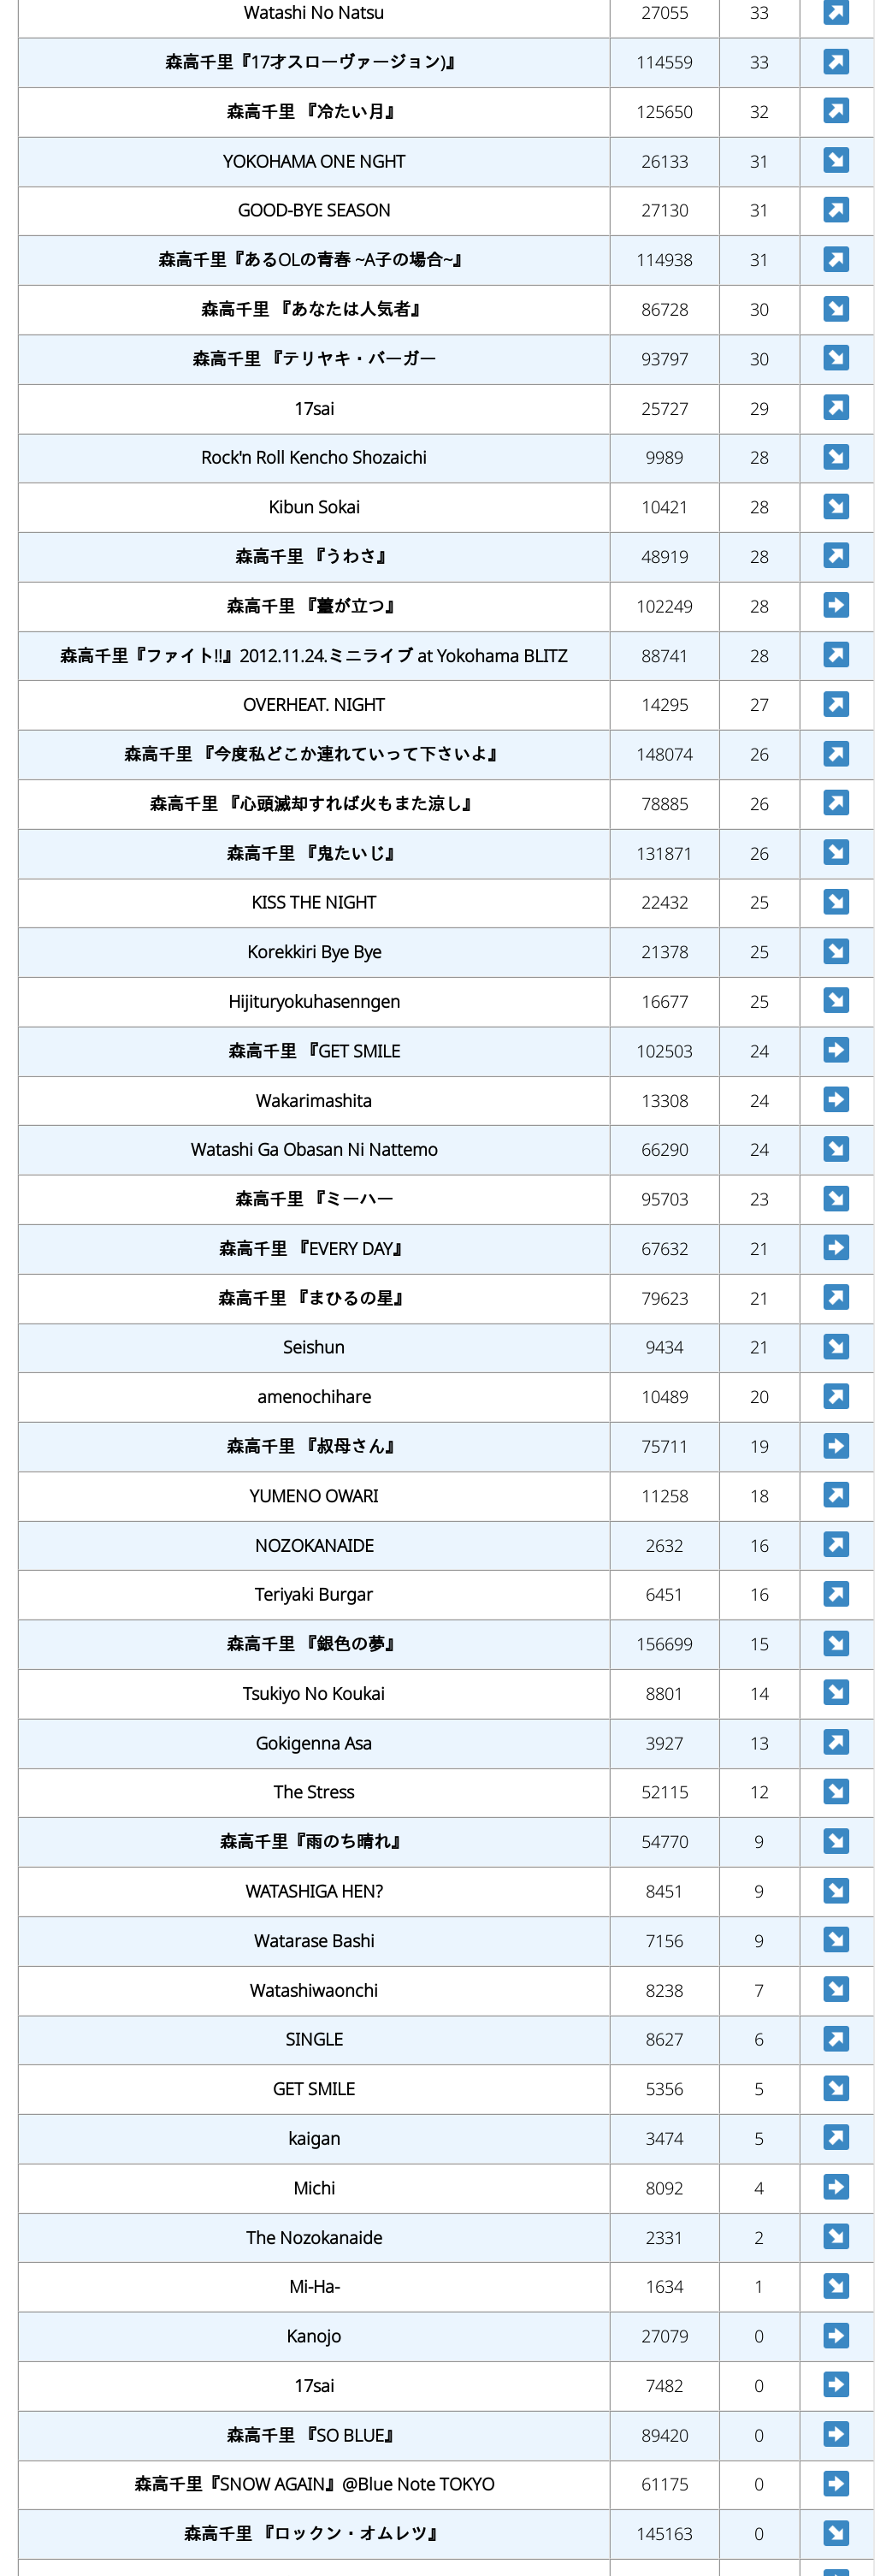 Watashi No Natsu 27055 33
森高千里『17才スローヴァージョン)』 114559 33
森高千里 『冷たい月』 125650 32
YOKOHAMA ONE NGHT 26133 31
GOOD-BYE SEASON 27130 31
森高千里『あるOLの青春 ~A子の場合~』 114938 31
森高千里 『あなたは人気者』 86728 30
森高千里 『テリヤキ・バーガー 93797 30
17sai 25727 29
Rock'n Roll Kencho Shozaichi 9989 28
Kibun Sokai 10421 28
森高千里 『うわさ』 48919 28
森高千里 『薹が立つ』 102249 28
森高千里『ファイト!!』2012.11.24.ミニライブ at Yokohama BLITZ 88741 28
OVERHEAT. NIGHT 14295 27
森高千里 『今度私どこか連れていって下さいよ』 148074 26
森高千里 『心頭滅却すれば火もまた涼し』 78885 26
森高千里 『鬼たいじ』 131871 26
KISS THE NIGHT 22432 25
Korekkiri Bye Bye 21378 25
Hijituryokuhasenngen 16677 25
森高千里 『GET SMILE 102503 24
Wakarimashita 13308 24
Watashi Ga Obasan Ni Nattemo 66290 24
森高千里 『ミーハー 95703 23
森高千里 『EVERY DAY』 67632 21
森高千里 『まひるの星』 79623 21
Seishun 9434 21
amenochihare 10489 20
森高千里 『叔母さん』 75711 19
YUMENO OWARI 11258 18
NOZOKANAIDE 2632 16
Teriyaki Burgar 6451 16
森高千里 『銀色の夢』 156699 15
Tsukiyo No Koukai 8801 14
Gokigenna Asa 3927 13
The Stress 52115 12
森高千里『雨のち晴れ』 54770 9
WATASHIGA HEN? 8451 9
Watarase Bashi 7156 9
Watashiwaonchi 8238 7
SINGLE 8627 6
GET SMILE 5356 5
kaigan 3474 5
Michi 8092 4
The Nozokanaide 2331 2
Mi-Ha- 1634 1
Kanojo 27079 0
17sai 7482 0
森高千里 『SO BLUE』 89420 0
森高千里『SNOW AGAIN』@Blue Note TOKYO 61175 0
森高千里 『ロックン・オムレツ』 145163 0